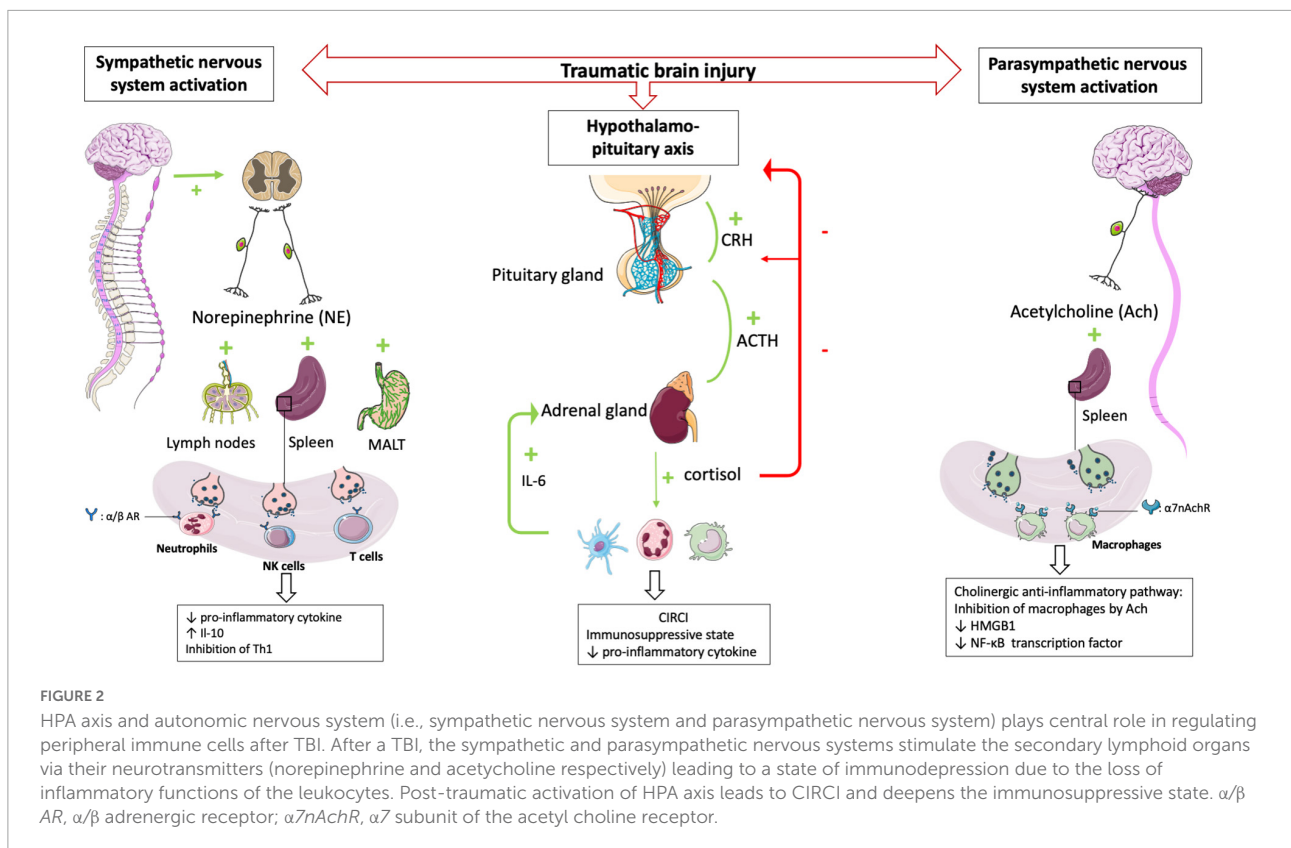 Traumatic brain injury
Sympathetic nervous
system activation
+
Norepinephrine (NE)
+
+
+
Lymph nodes
Spleen
MALT
: α/β AR
Neutrophils
NK cells
T cells
↓ pro-inflammatory cytokine
↑ Il-10
Inhibition of Th1
Hypothalamo-
pituitary axis
+
CRH
-
Pituitary gland
+
ACTH
-
Adrenal gland
+
IL-6
+
cortisol
CIRCI
Immunosuppressive state
↓ pro-inflammatory cytokine
Parasympathetic nervous
system activation
Acetylcholine (Ach)
+
Spleen
α7nAchR
Macrophages
Cholinergic anti-inflammatory pathway:
Inhibition of macrophages by Ach
↓ HMGB1
↓ NF-κB transcription factor
FIGURE 2
HPA axis and autonomic nervous system (i.e., sympathetic nervous system and parasympathetic nervous system) plays central role in regulating
peripheral immune cells after TBI. After a TBI, the sympathetic and parasympathetic nervous systems stimulate the secondary lymphoid organs
via their neurotransmitters (norepinephrine and acetycholine respectively) leading to a state of immunodepression due to the loss of
inflammatory functions of the leukocytes. Post-traumatic activation of HPA axis leads to CIRCI and deepens the immunosuppressive state. α/β
AR, α/β adrenergic receptor; α7nAchR, α7 subunit of the acetyl choline receptor.